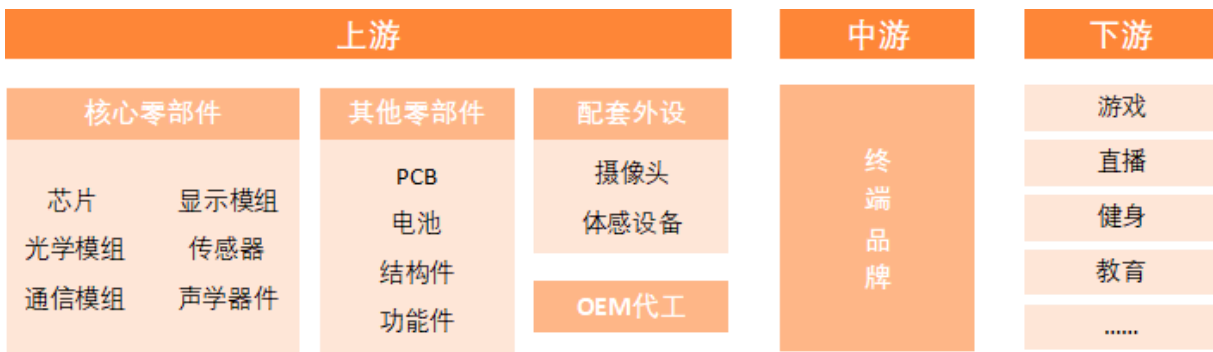 上游
中游
下游
核心零部件
其他零部件
配套外设
芯片
显示模组
光学模组
传感器
通信模组
声学器件
PCB
电池
结构件
功能件
摄像头
体感设备
OEM代工
终
端
品
牌
游戏
直播
健身
教育
......